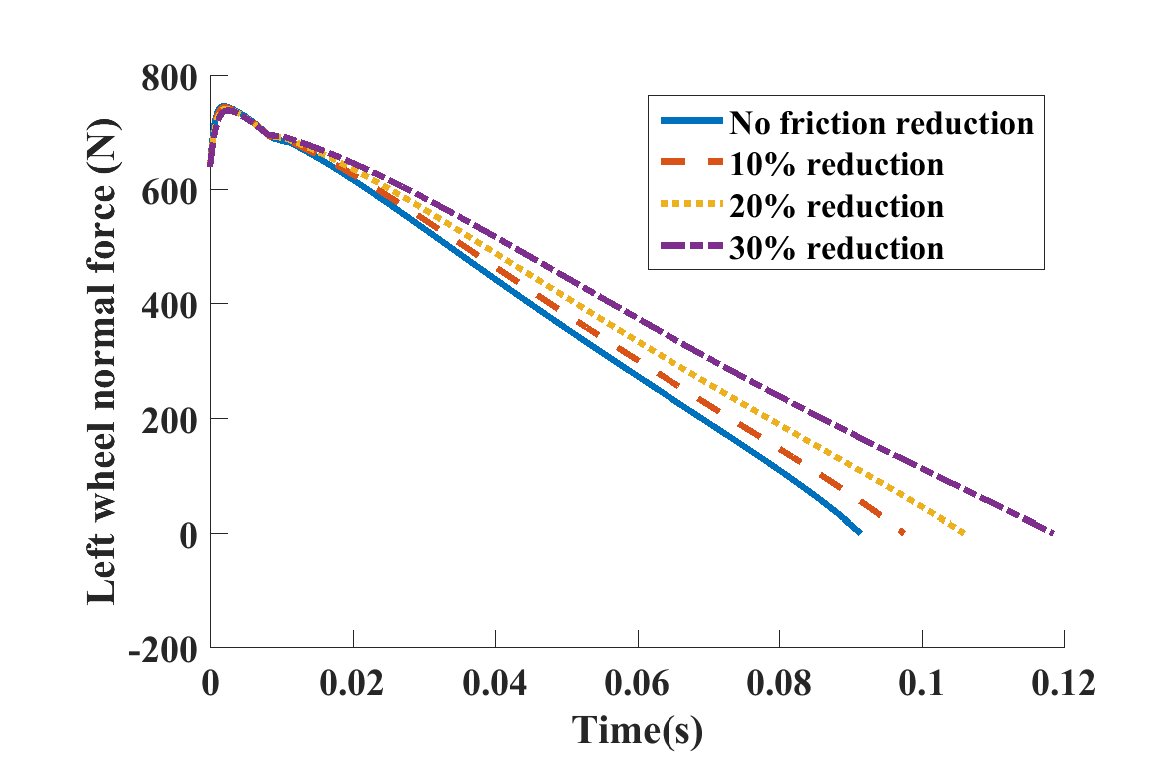 800
600
400
200
0
-200
Left wheel normal force (N)
No friction reduction
10% reduction
20% reduction
30% reduction
0 0.02 0.04 0.06 0.08 0.1 0.12
Time(s)